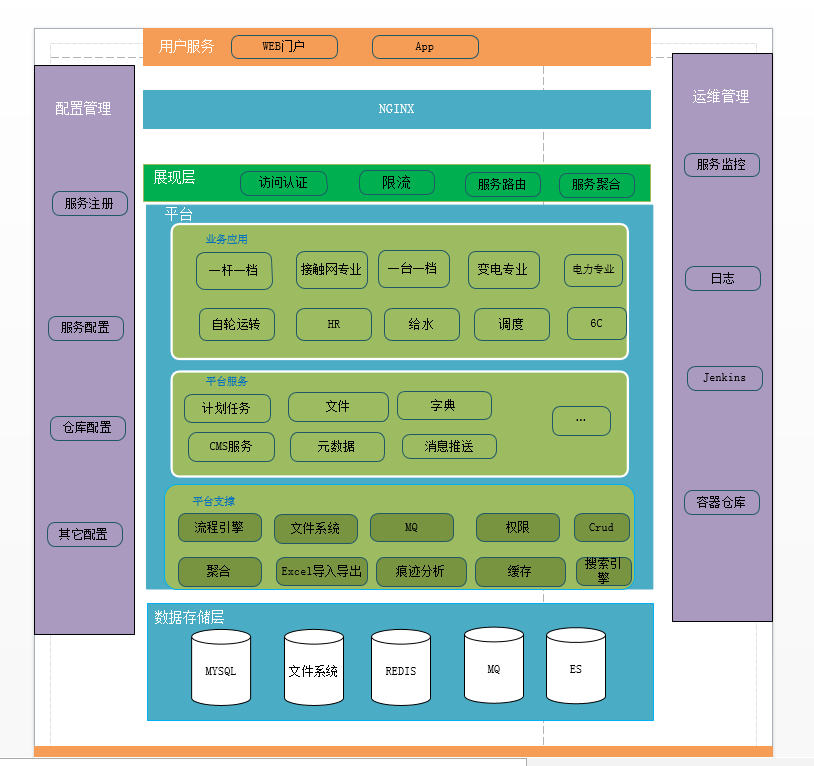 用户服务
WEB门户
App
配置管理
服务注册
服务配置
仓库配置
其它配置
NGINX
展现层
访问认证
限流
服务路由
服务聚合
平台
业务应用
一杆一档
接触网专业
一台一档
变电专业
电力专业
自轮运转
HR
给水
调度
6C
平台服务
计划任务
文件
字典
...
CMS服务
元数据
消息推送
平台支撑
流程引擎
文件系统
MQ
权限
Crud
聚合
Excel导入导出
痕迹分析
缓存
搜索引
擎
数据存储层
MYSQL
文件系统
REDIS
MQ
ES
运维管理
服务监控
日志
Jenkins
容器仓库